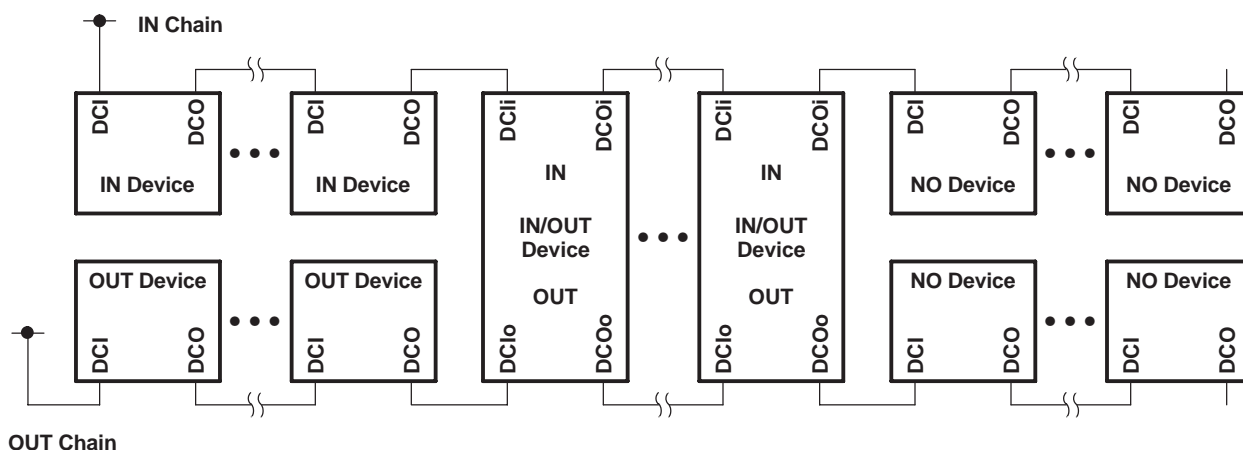 IN Chain
DCI
DCO
DCI
DCO
DCIi
DCOi
DCIi
DCOi
DCI
DCO
DCI
DCO
IN Device
IN Device
IN
IN
NO Device
NO Device
IN/OUT
Device
IN/OUT
Device
OUT Device
OUT Device
OUT
OUT
NO Device
NO Device
DCI
DCO
DCI
DCO
DCIo
DCOo
DCIo
DCOo
DCI
DCO
DCI
DCO
OUT Chain